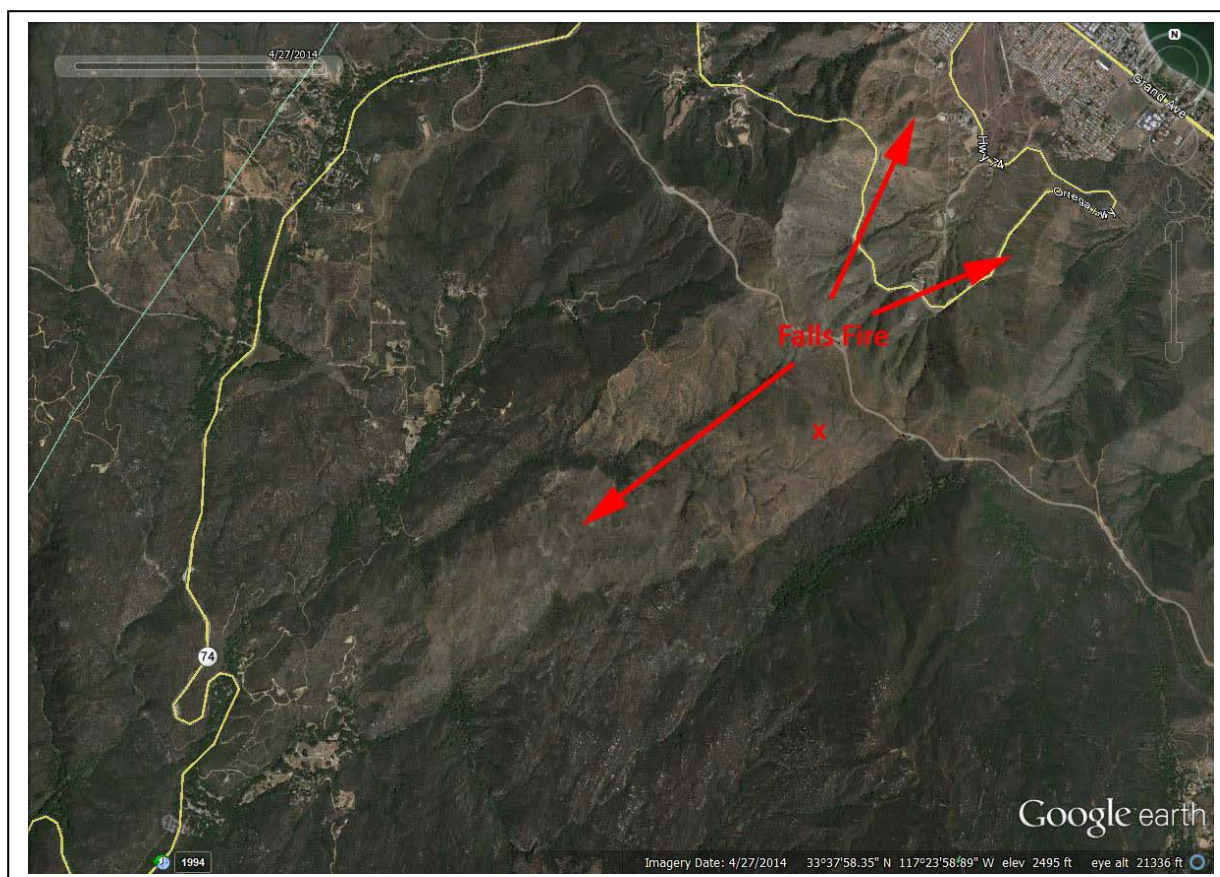 4/27/2014
N
Grand Ave
Hwy 74
Ortega Hwy
Falls Fire
x
74
Google earth
1994
Imagery Date: 4/27/2014 33°37'58.35" N 117°23'58.89" W elev 2495 ft eye alt 21336 ft